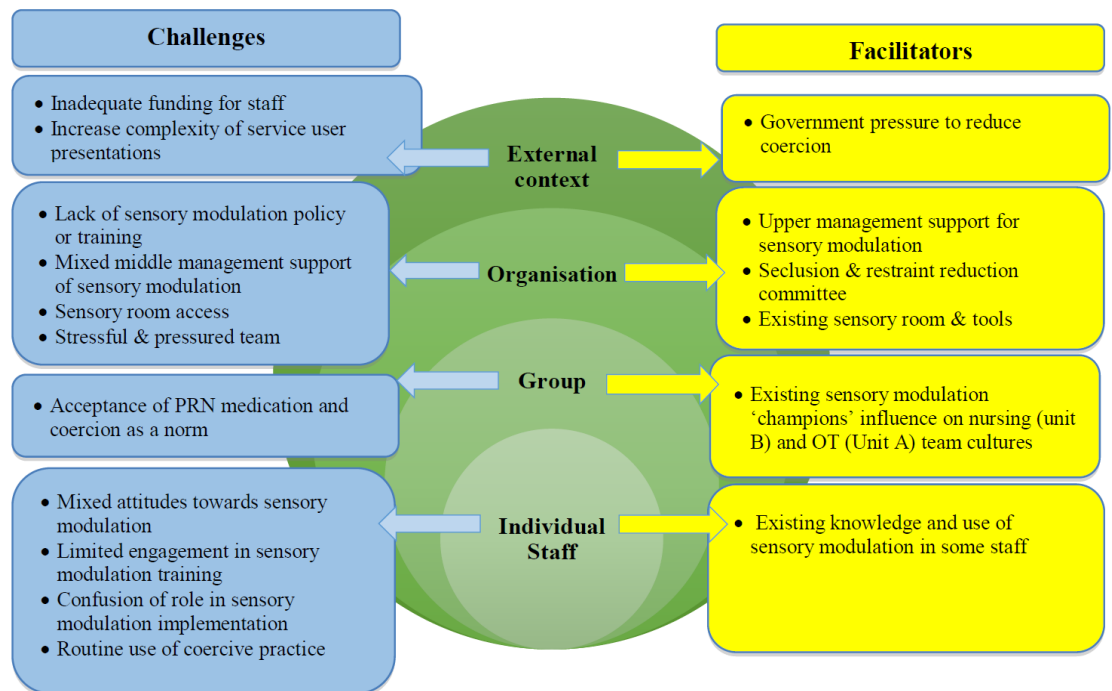 Challenges
• Inadequate funding for staff
• Increase complexity of service user
presentations
• Lack of sensory modulation policy
or training
• Mixed middle management support
of sensory modulation
• Sensory room access
• Stressful & pressured team
• Acceptance of PRN medication and
coercion as a norm
• Mixed attitudes towards sensory
modulation
• Limited engagement in sensory
modulation training
• Confusion of role in sensory
modulation implementation
• Routine use of coercive practice
External
context
Organisation
Group
Individual
Staff
Facilitators
• Government pressure to reduce
coercion
• Upper management support for
sensory modulation
• Seclusion & restraint reduction
committee
• Existing sensory room & tools
• Existing sensory modulation
‘champions’ influence on nursing (unit
B) and OT (Unit A) team cultures
• Existing knowledge and use of
sensory modulation in some staff